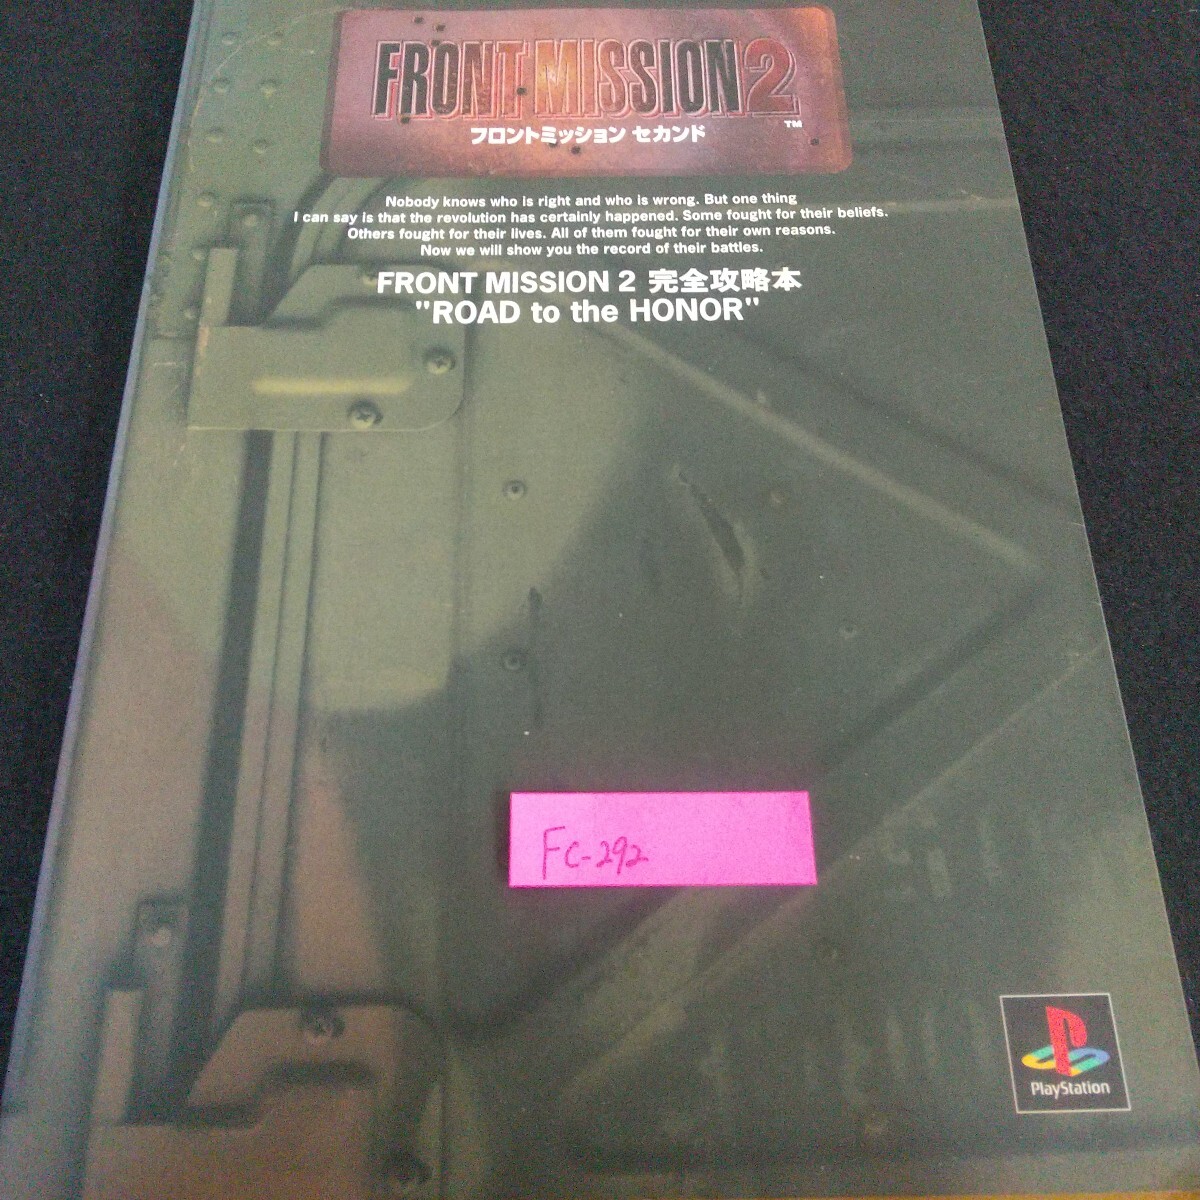 FRONT MISSION 2 ™
フロントミッション セカンド
Nobody knows who is right and who is wrong. But one thing
I can say is that the revolution has certainly happened. Some fought for their beliefs.
Others fought for their lives. All of them fought for their own reasons.
Now we will show you the record of their battles.
FRONT MISSION 2 完全攻略本
"ROAD to the HONOR"
FC-292
PlayStation